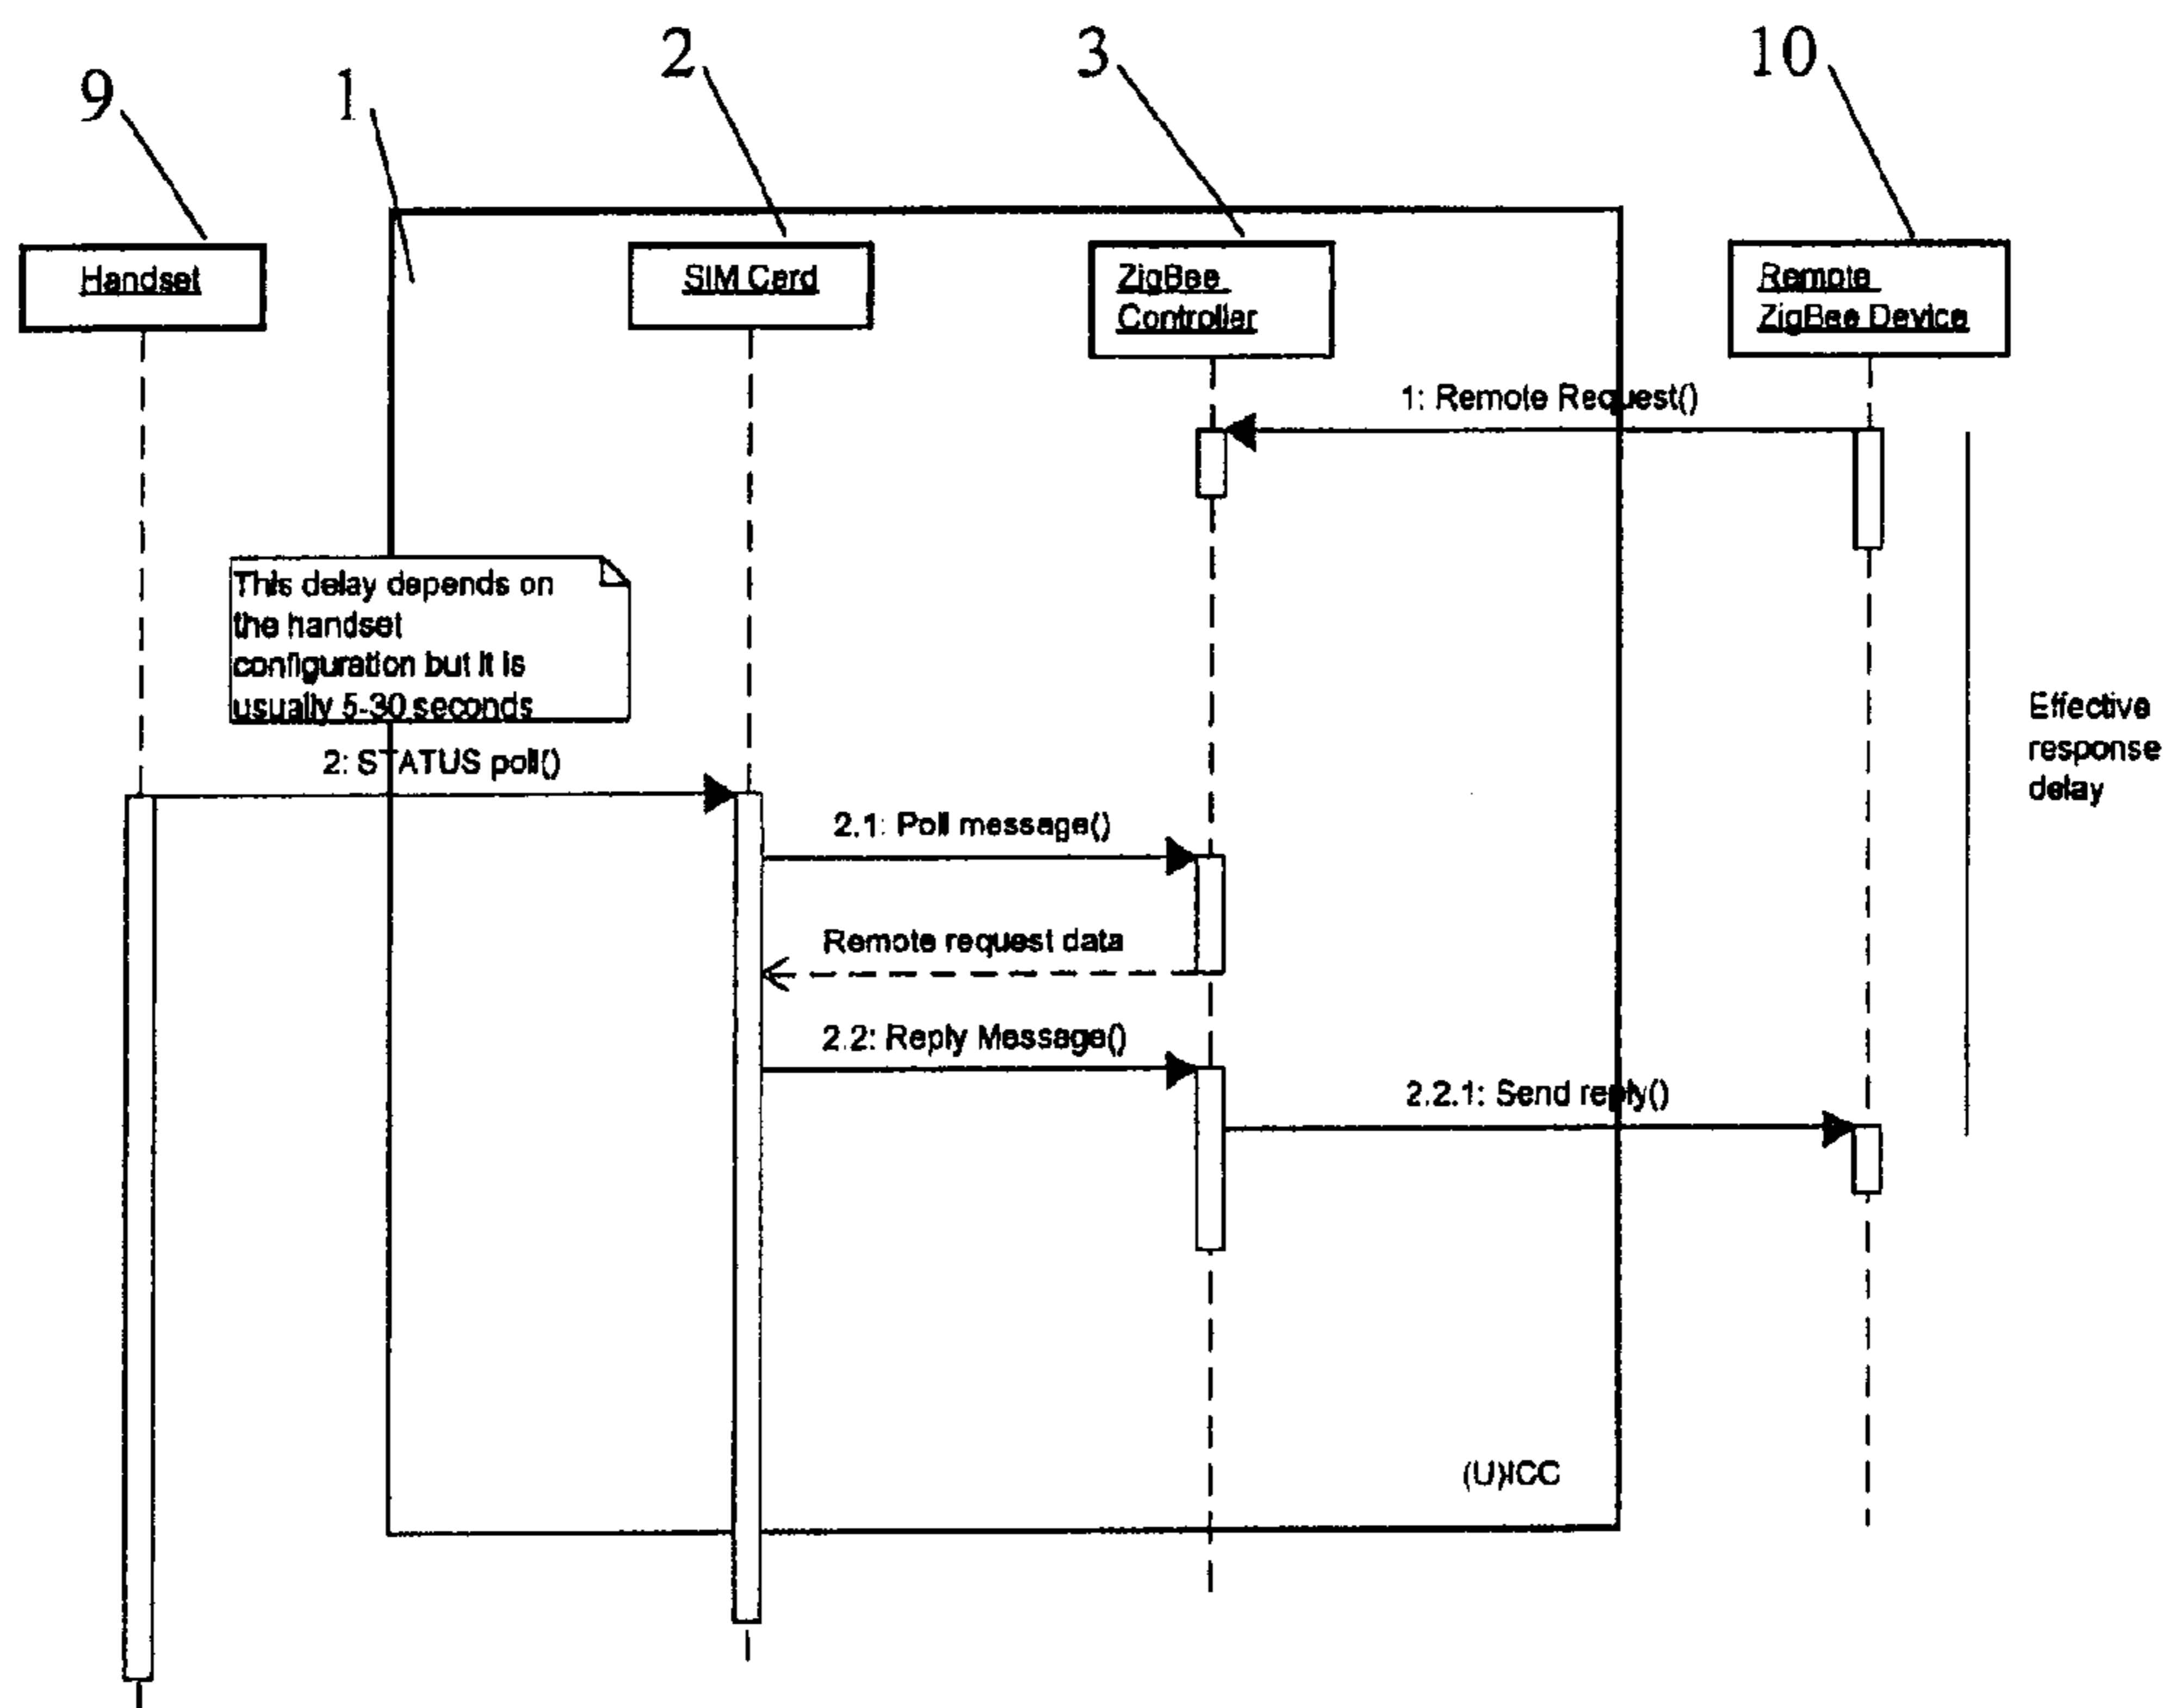 9
1
2
3
10
Handset
SIM Card
ZigBee
Controller
Remote
ZigBee Device
1: Remote Request()
This delay depends on
the handset
configuration but it is
usually 5-30 seconds
Effective
response
delay
2: STATUS poll()
2.1: Poll message()
Remote request data
2.2: Reply Message()
2.2.1: Send reply()
(U)ICC